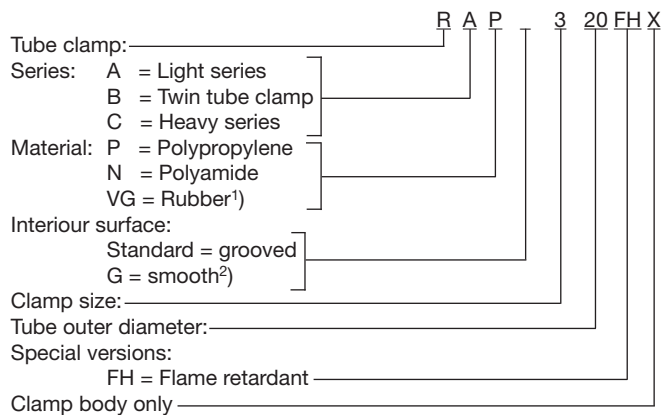 R A P _ 3 20 FH X
Tube clamp:
Series: A = Light series
B = Twin tube clamp
C = Heavy series
Material: P = Polypropylene
N = Polyamide
VG = Rubber¹)
Interiour surface:
Standard = grooved
G = smooth²)
Clamp size:
Tube outer diameter:
Special versions:
FH = Flame retardant
Clamp body only